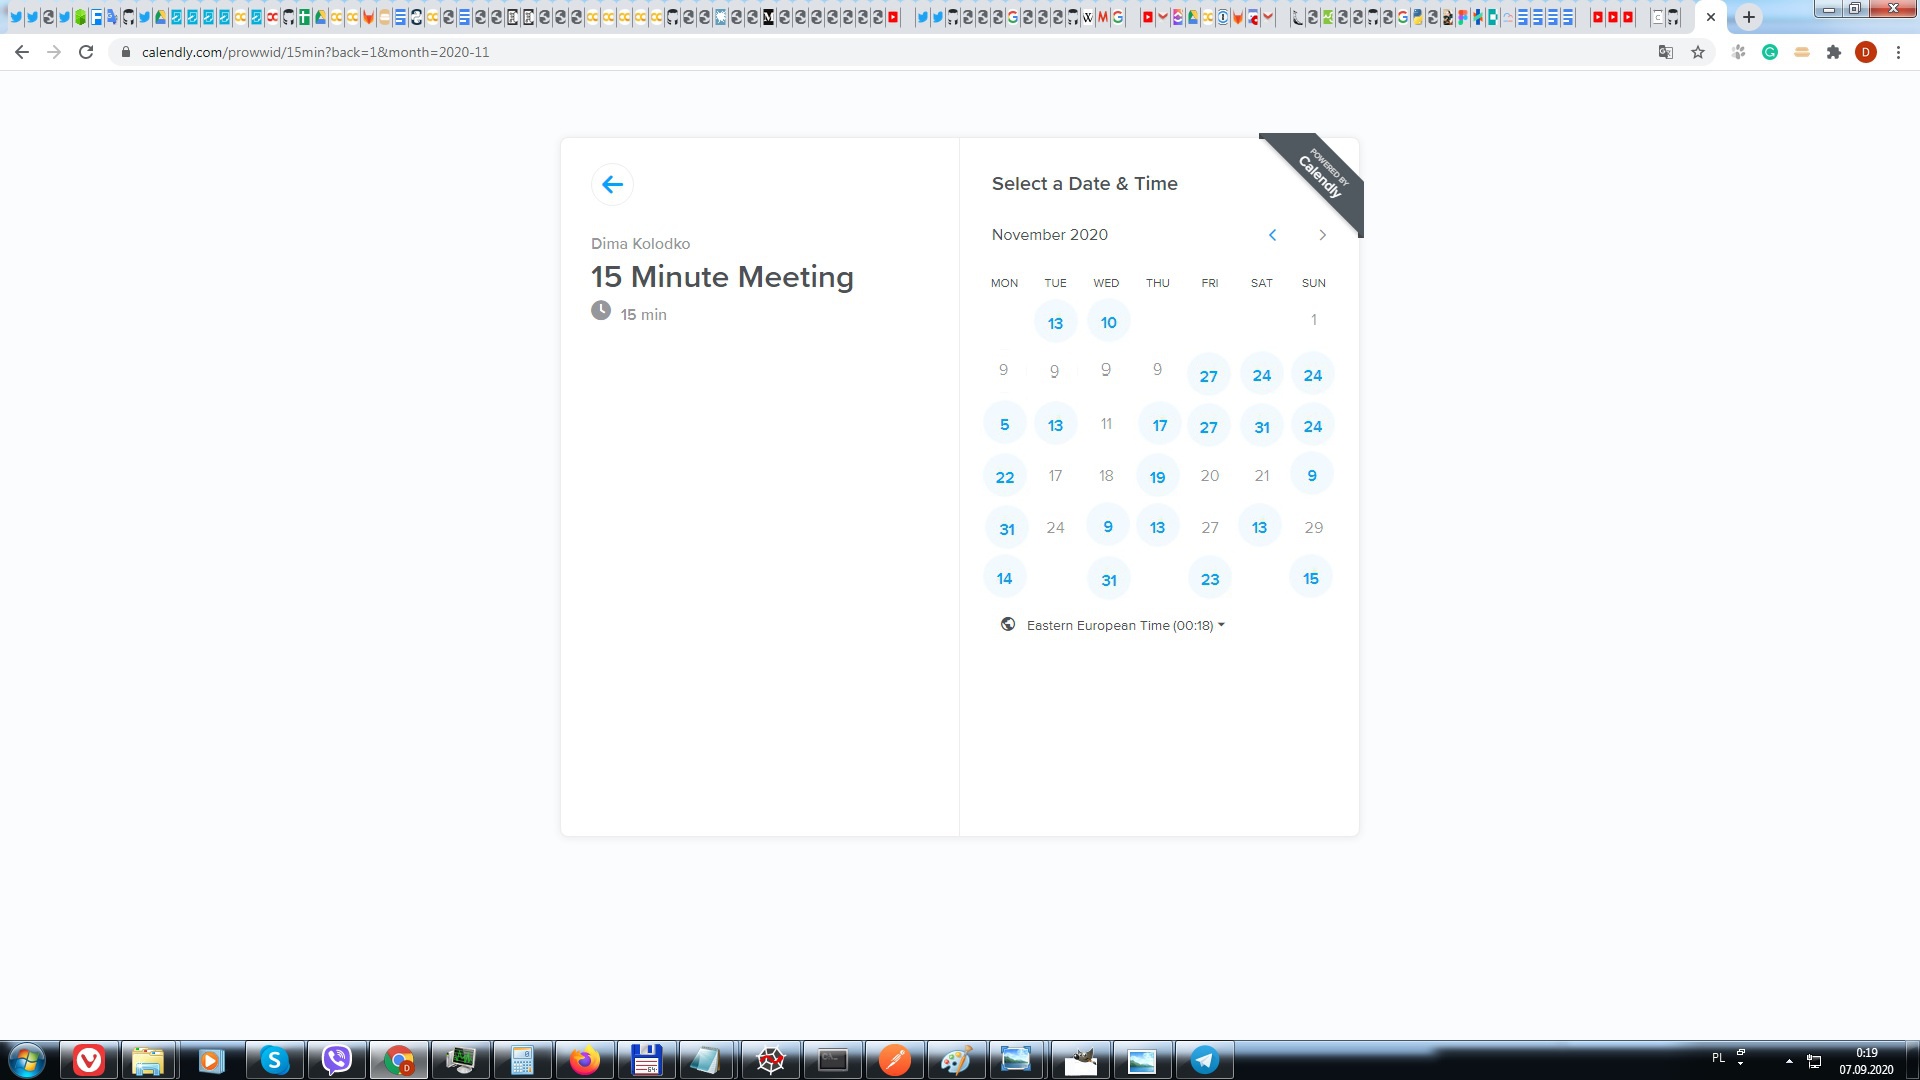 calendly.com/prowwid/15min?back=1&month=2020-11
D
POWERED BY
Calendly
Dima Kolodko
15 Minute Meeting
15 min
Select a Date & Time
November 2020
MON TUE WED THU FRI SAT SUN
13 10 1
9 9 9 9 27 24 24
5 13 11 17 27 31 24
22 17 18 19 20 21 9
31 24 9 13 27 13 29
14 31 23 15
Eastern European Time (00:18)
PL
0:19
07.09.2020